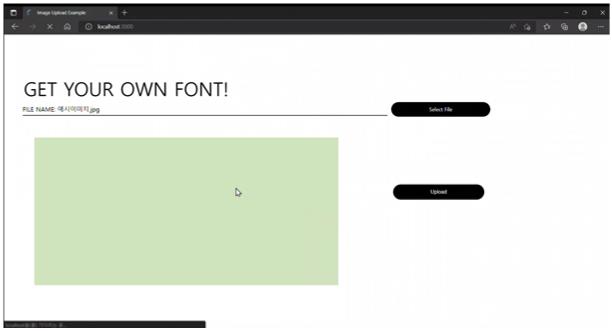 Image Upload Example
localhost:3000
GET YOUR OWN FONT!
FILE NAME: 예시이미지.jpg
Select File
Upload